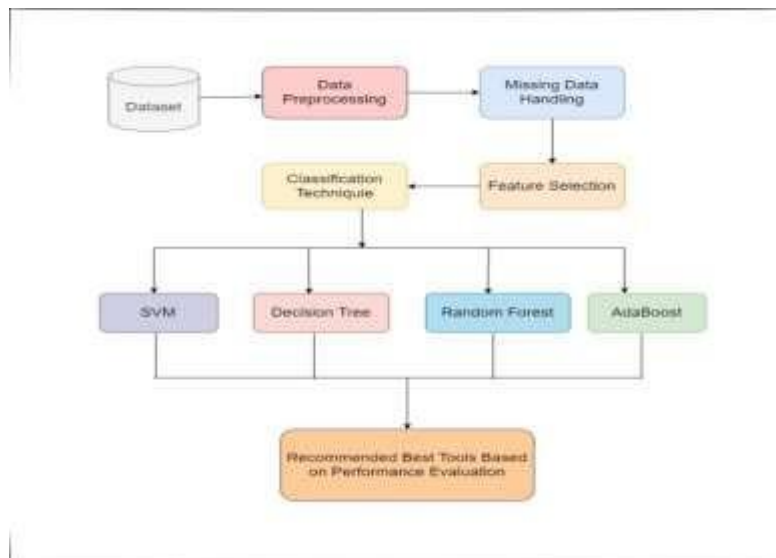 Dataset
Data
Preprocessing
Missing Data
Handling
Classification
Technique
Feature Selection
SVM
Decision Tree
Random Forest
AdaBoost
Recommended Best Tools Based
on Performance Evaluation